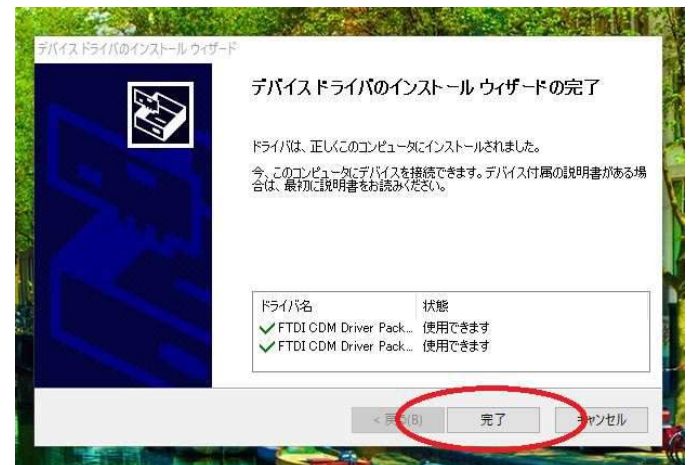 デバイス ドライバのインストール ウィザード
デバイス ドライバのインストール ウィザードの完了
ドライバは、正しくこのコンピュータにインストールされました。
今、このコンピュータにデバイスを接続できます。デバイス付属の説明書がある場
合は、最初に説明書をお読みください。
ドライバ名 状態
FTDI CDM Driver Pack... 使用できます
FTDI CDM Driver Pack... 使用できます
< 戻る(B) 完了 キャンセル